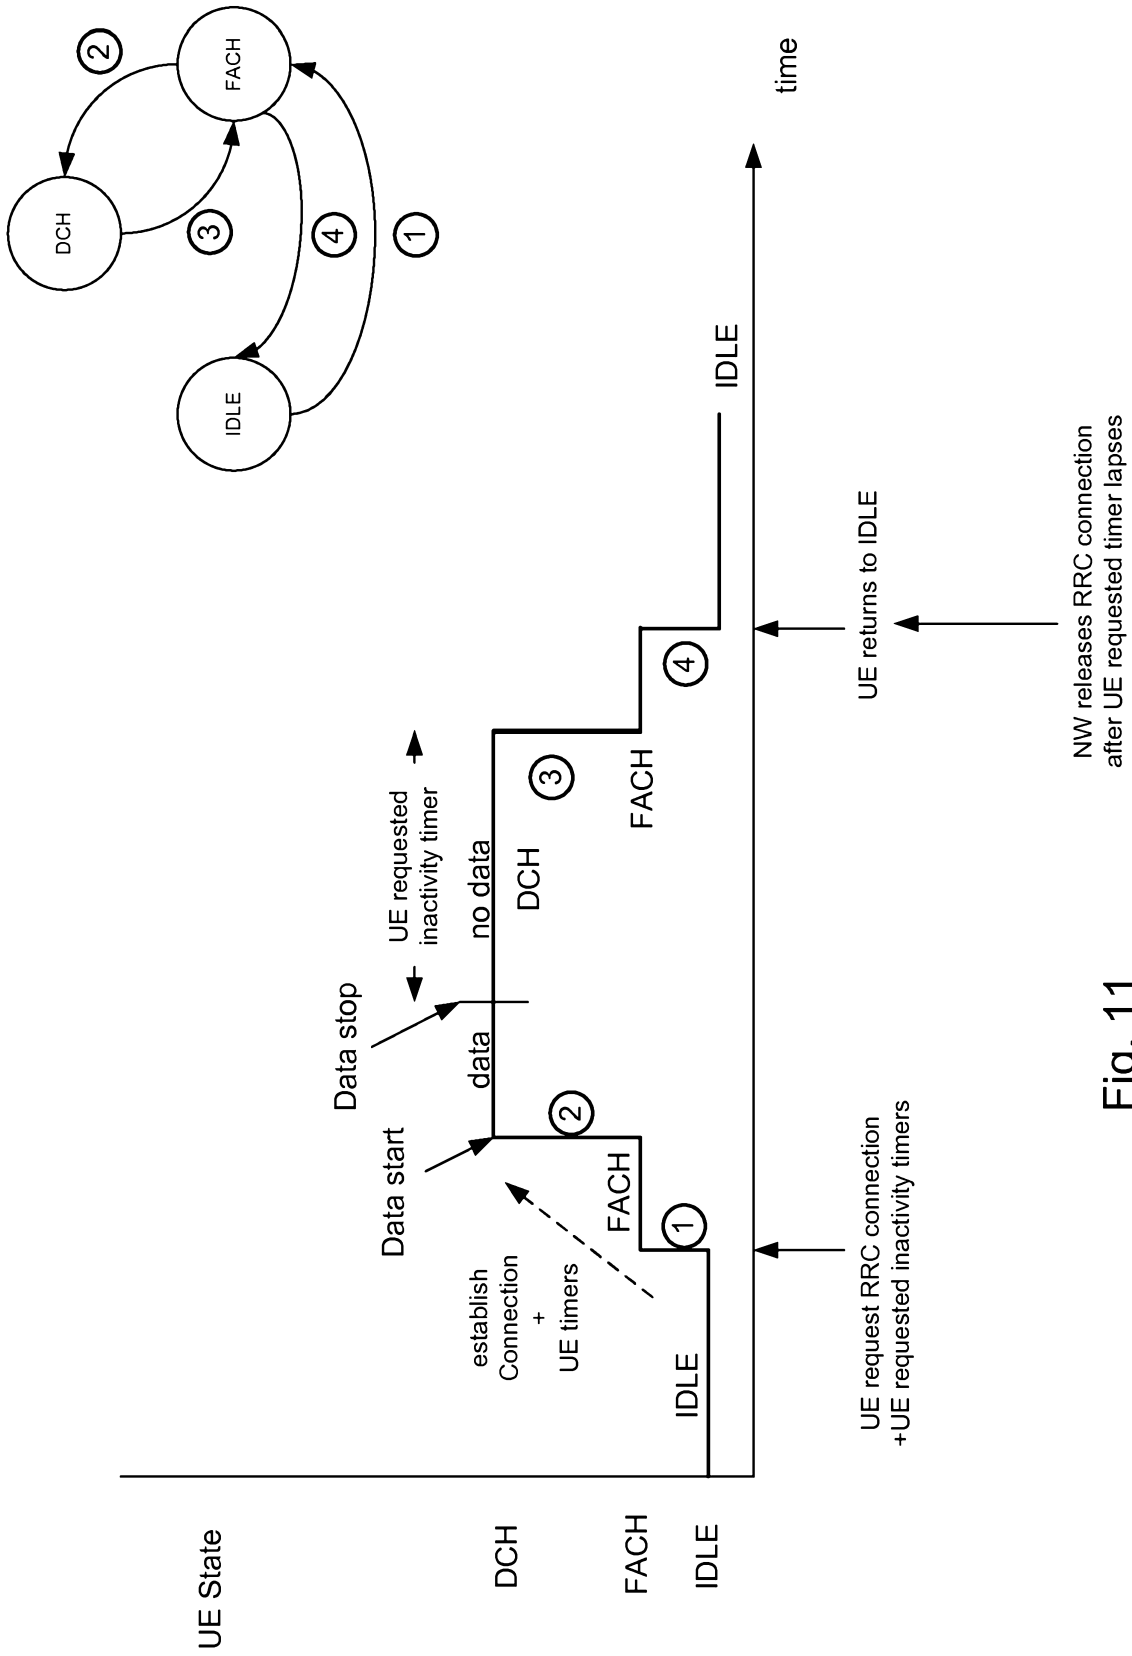 DCH
FACH
IDLE
2
3
4
1
UE State
DCH
FACH
IDLE
time
Data start
Data stop
UE requested
inactivity timer
establish
Connection
+
UE timers
data
no data
DCH
IDLE
1
FACH
2
3
FACH
4
IDLE
UE request RRC connection
+UE requested inactivity timers
UE returns to IDLE
NW releases RRC connection
after UE requested timer lapses
Fig. 11